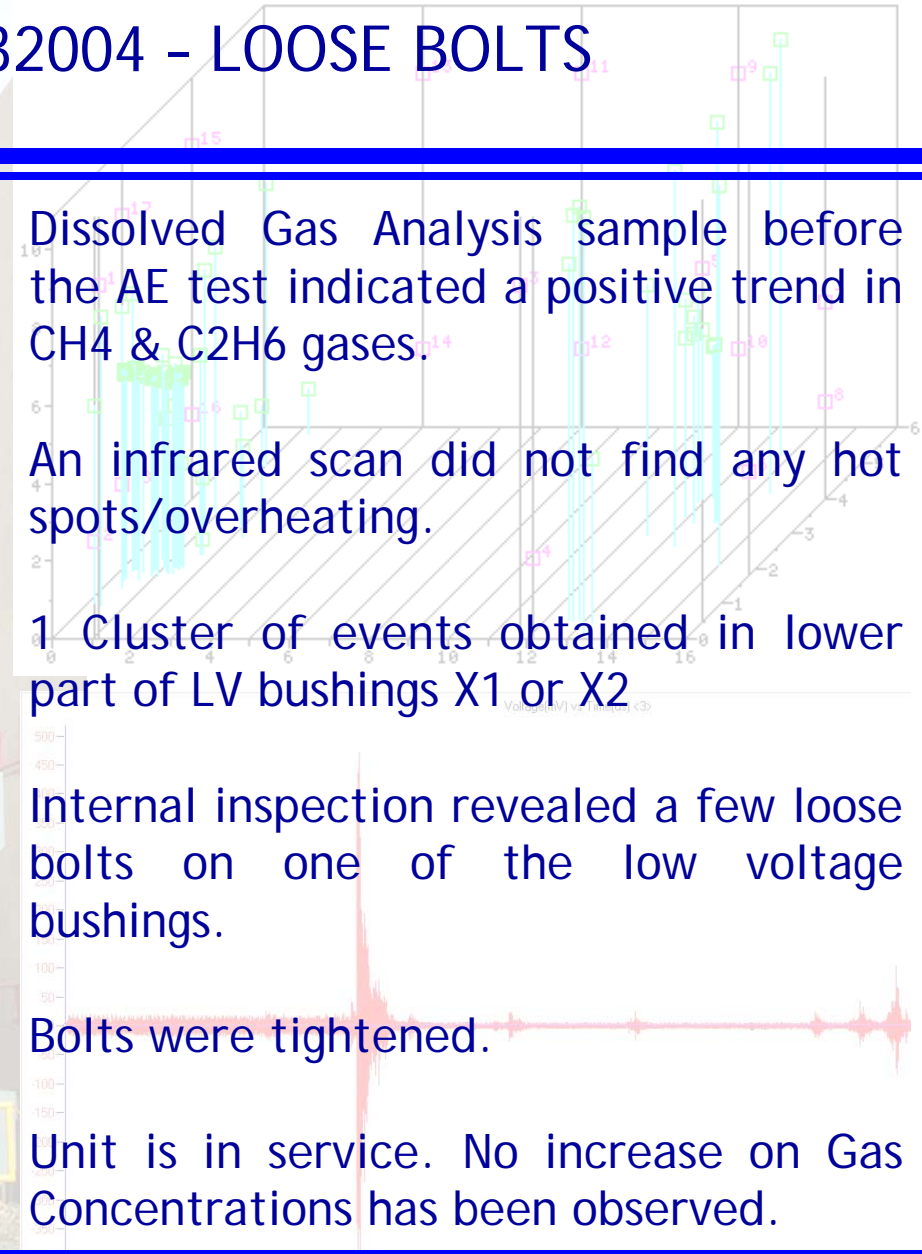 32004 – LOOSE BOLTS
Dissolved Gas Analysis sample before
the AE test indicated a positive trend in
CH4 & C2H6 gases.
An infrared scan did not find any hot
spots/overheating.
1 Cluster of events obtained in lower
part of LV bushings X1 or X2
Internal inspection revealed a few loose
bolts on one of the low voltage
bushings.
Bolts were tightened.
Unit is in service. No increase on Gas
Concentrations has been observed.